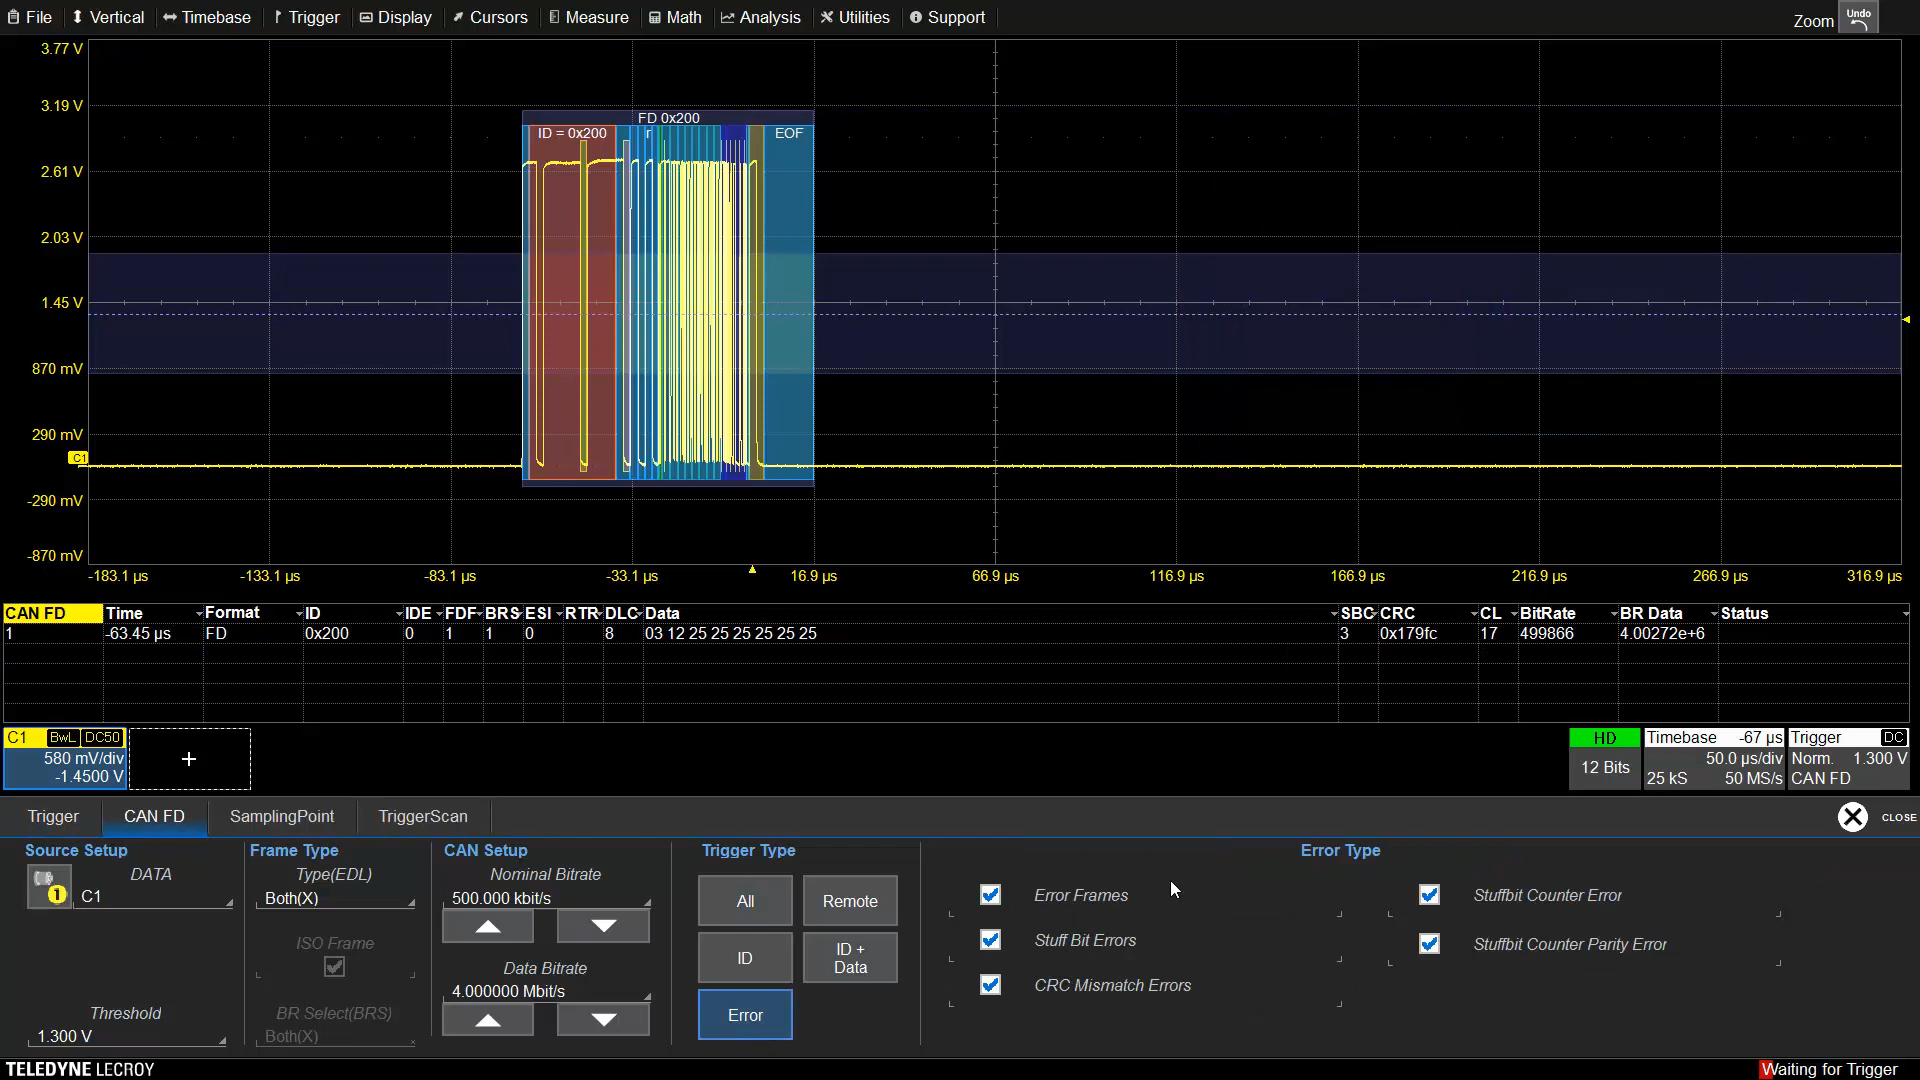 File Vertical Timebase Trigger Display Cursors Measure Math Analysis Utilities Support Zoom Undo
3.77 V
3.19 V
2.61 V
2.03 V
1.45 V
870 mV
290 mV
-290 mV
-870 mV
C1
FD 0x200
ID = 0x200 r EOF
-183.1 µs -133.1 µs -83.1 µs -33.1 µs 16.9 µs 66.9 µs 116.9 µs 166.9 µs 216.9 µs 266.9 µs 316.9 µs
CAN FD Time Format ID IDE FDF BRS ESI RTR DLC Data SBC CRC CL BitRate BR Data Status
1 -63.45 µs FD 0x200 0 1 1 0 8 03 12 25 25 25 25 25 25 3 0x179fc 17 499866 4.00272e+6
C1 BwL DC50
580 mV/div
-1.4500 V
+
HD
12 Bits
Timebase -67 µs
50.0 µs/div
25 kS 50 MS/s
Trigger DC
Norm. 1.300 V
CAN FD
Trigger CAN FD SamplingPoint TriggerScan CLOSE
Source Setup
DATA
1 C1
Threshold
1.300 V
Frame Type
Type(EDL)
Both(X)
ISO Frame
BR Select(BRS)
Both(X)
CAN Setup
Nominal Bitrate
500.000 kbit/s
Data Bitrate
4.000000 Mbit/s
Trigger Type
All Remote
ID ID + Data
Error
Error Type
Error Frames
Stuff Bit Errors
CRC Mismatch Errors
Stuffbit Counter Error
Stuffbit Counter Parity Error
TELEDYNE LECROY Waiting for Trigger